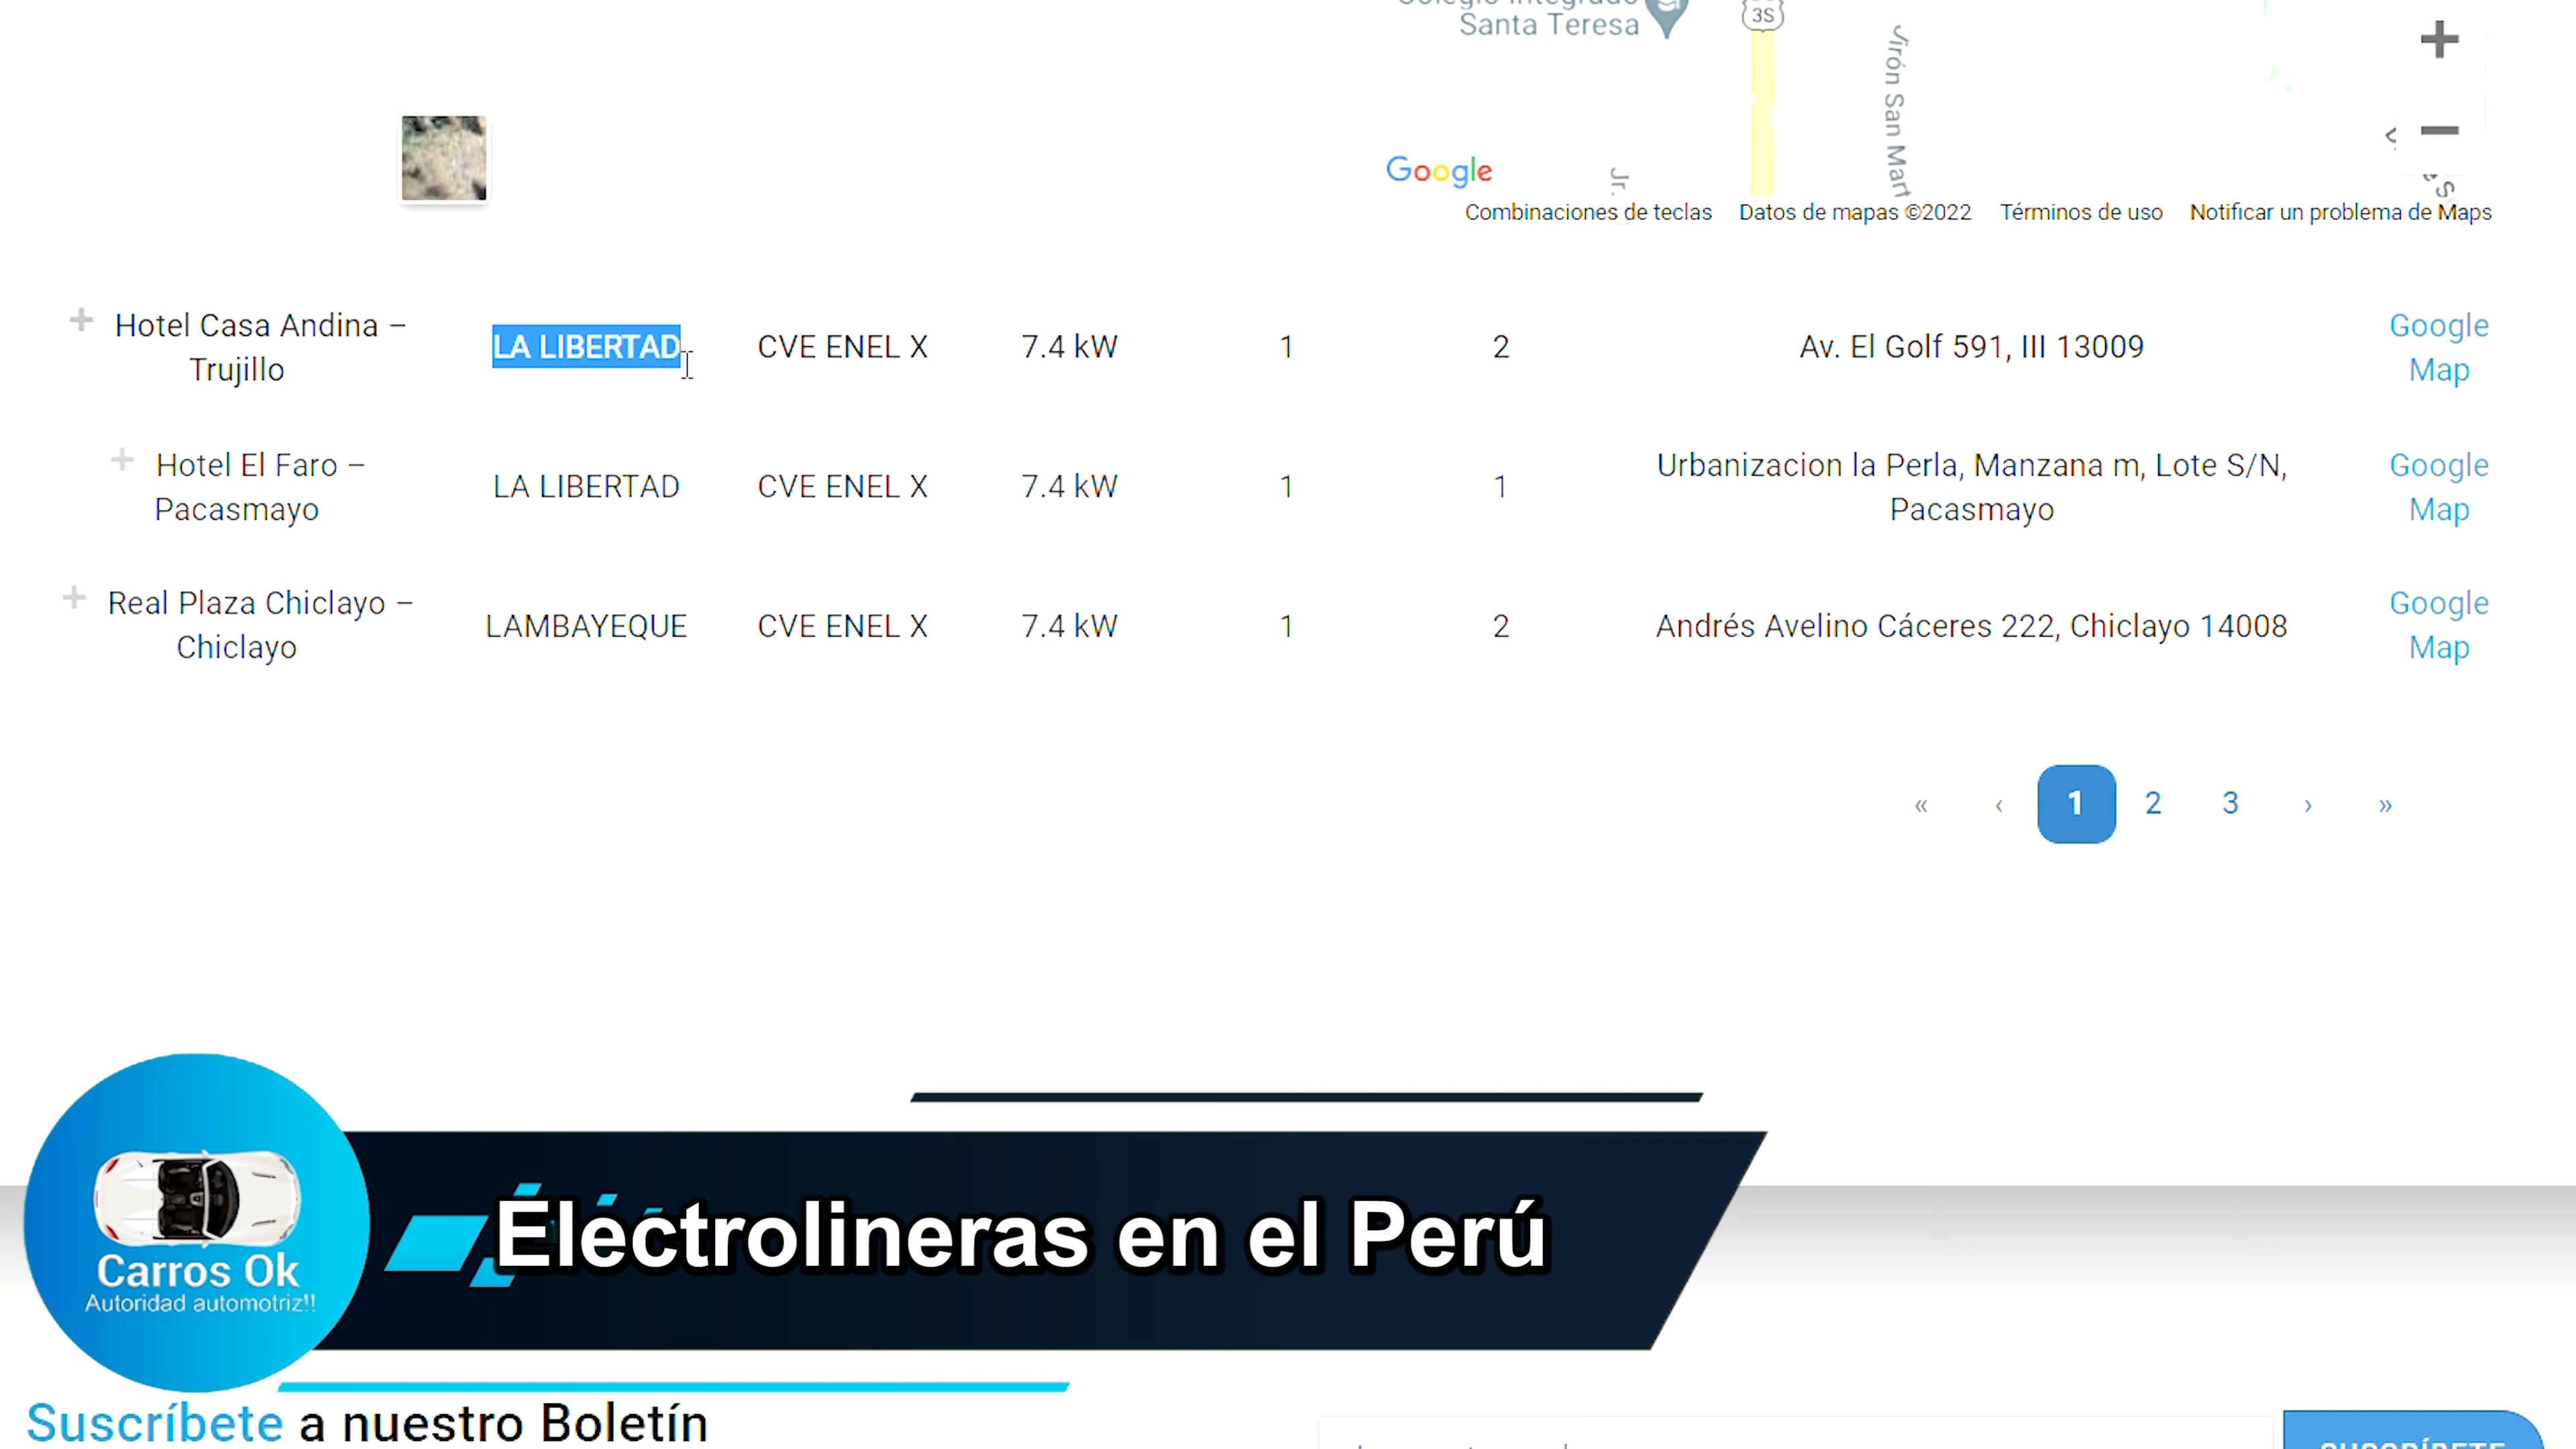 Santa Teresa
3S
Jirón San Mart
Google
Jr.
Combinaciones de teclas Datos de mapas ©2022 Términos de uso Notificar un problema de Maps
Hotel Casa Andina –
Trujillo
LA LIBERTAD CVE ENEL X 7.4 kW 1 2 Av. El Golf 591, III 13009
Google
Map
Hotel El Faro –
Pacasmayo
LA LIBERTAD CVE ENEL X 7.4 kW 1 1
Urbanizacion la Perla, Manzana m, Lote S/N,
Pacasmayo
Google
Map
Real Plaza Chiclayo –
Chiclayo
LAMBAYEQUE CVE ENEL X 7.4 kW 1 2 Andrés Avelino Cáceres 222, Chiclayo 14008
Google
Map
« ‹ 1 2 3 › »
Electrolineras en el Perú
Carros Ok
Autoridad automotriz!!
Suscríbete a nuestro Boletín